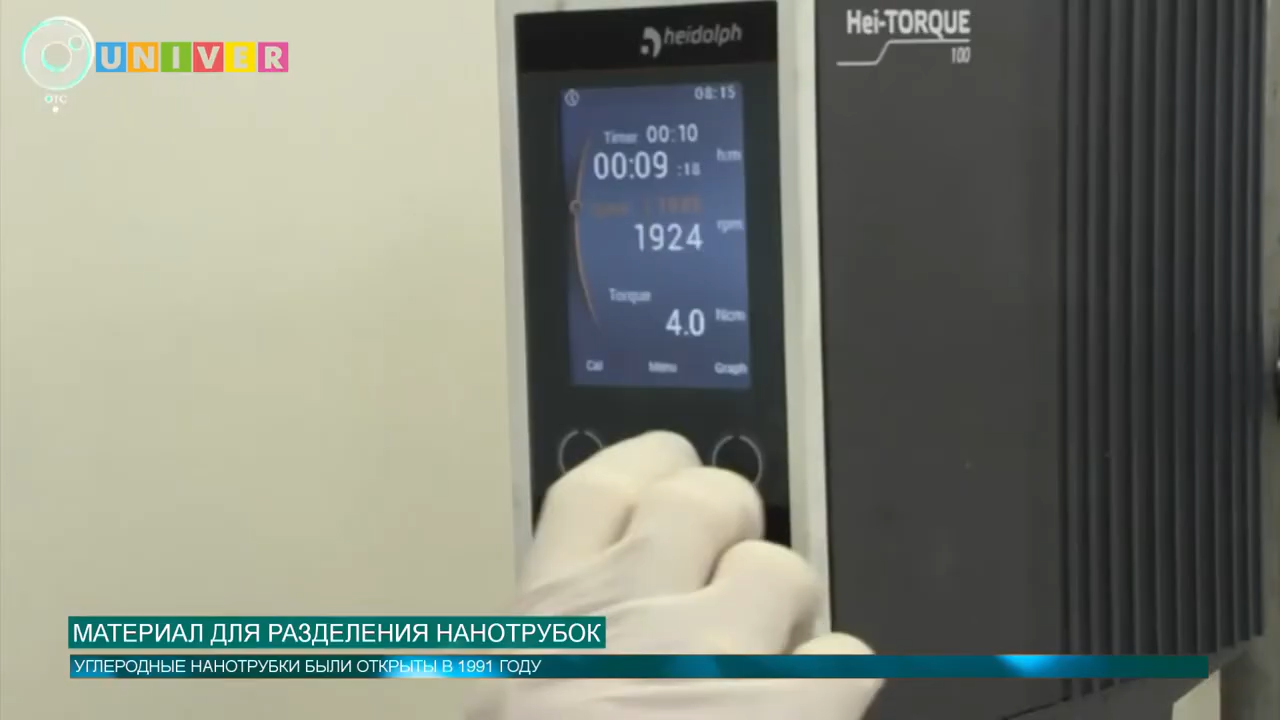 UNIVER
ОТС
heidolph
Hei-TORQUE
100
08:15
Timer 00:10
00:09 :18 h:m
1924 rpm
Torque
4.0 Ncm
Cal Menu Graph
МАТЕРИАЛ ДЛЯ РАЗДЕЛЕНИЯ НАНОТРУБОК
УГЛЕРОДНЫЕ НАНОТРУБКИ БЫЛИ ОТКРЫТЫ В 1991 ГОДУ